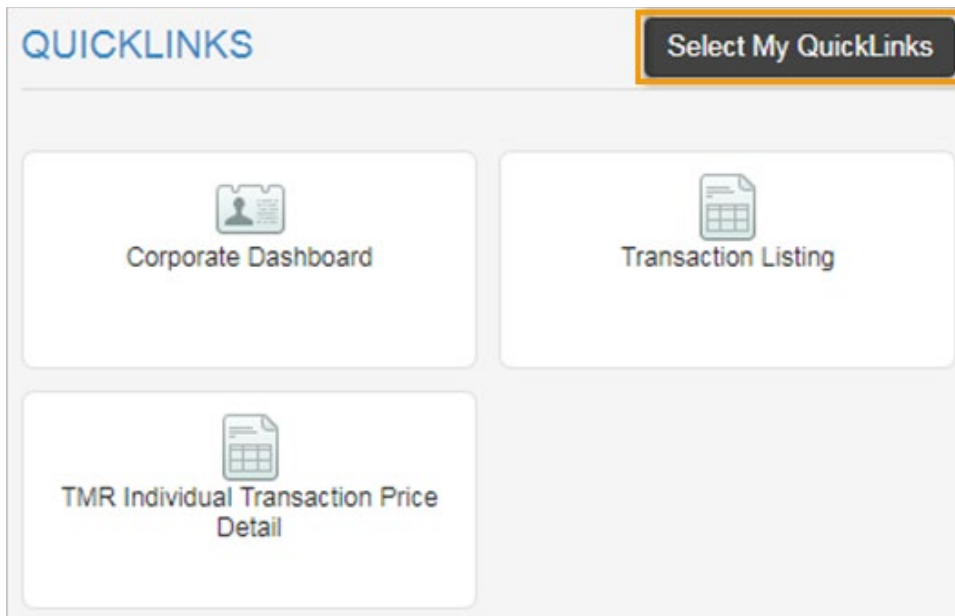 QUICKLINKS
Select My QuickLinks
Corporate Dashboard
Transaction Listing
TMR Individual Transaction Price
Detail